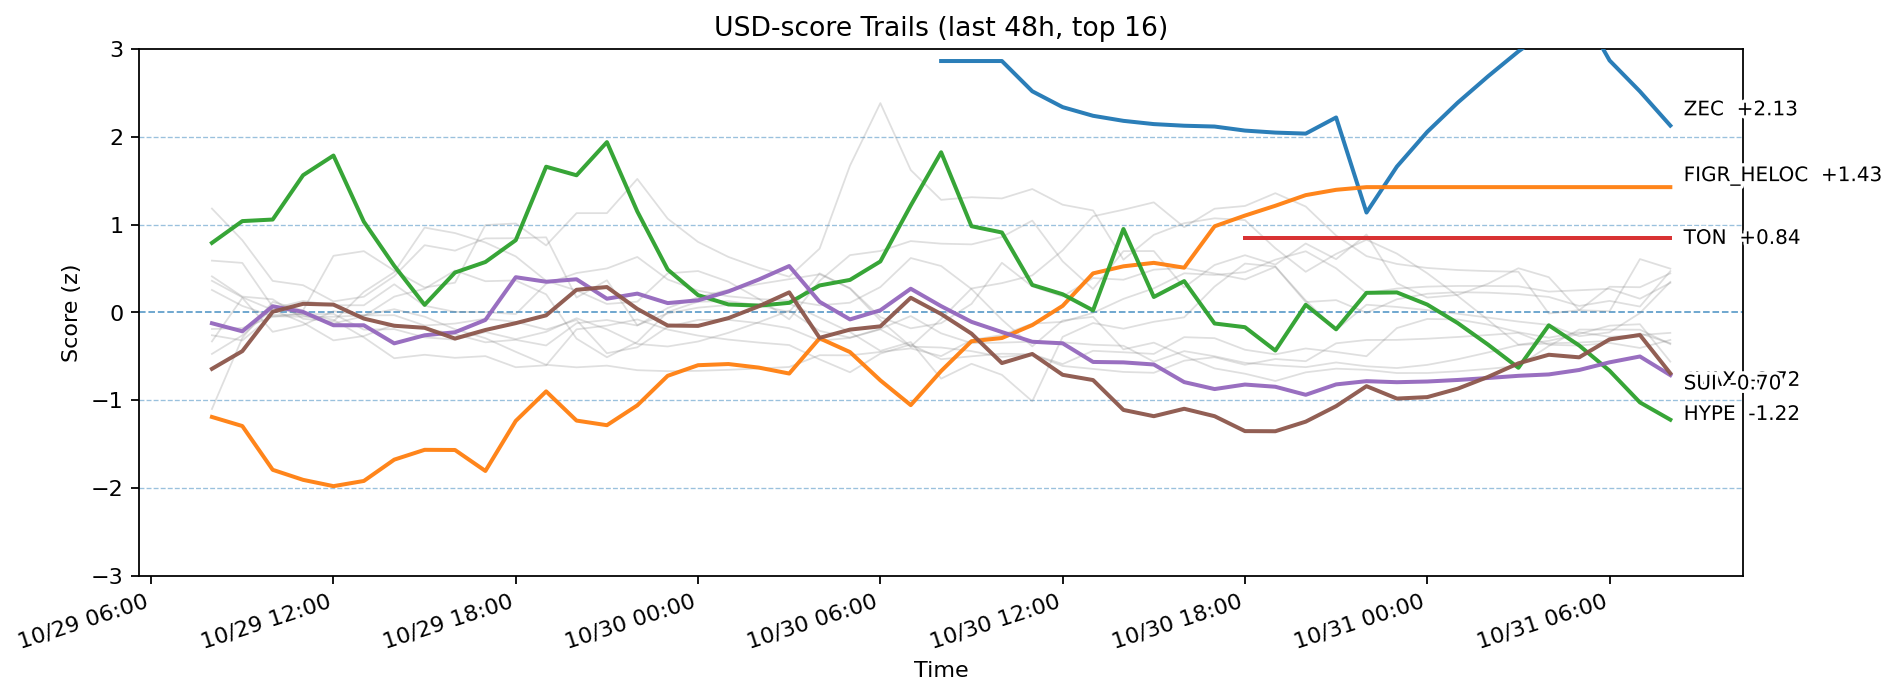 USD-score Trails (last 48h, top 16)
Score (z)
3
2
1
0
−1
−2
−3
ZEC +2.13
FIGR_HELOC +1.43
TON +0.84
SUI -0.70
HYPE -1.22
10/29 06:00
10/29 12:00
10/29 18:00
10/30 00:00
10/30 06:00
10/30 12:00
10/30 18:00
10/31 00:00
10/31 06:00
Time